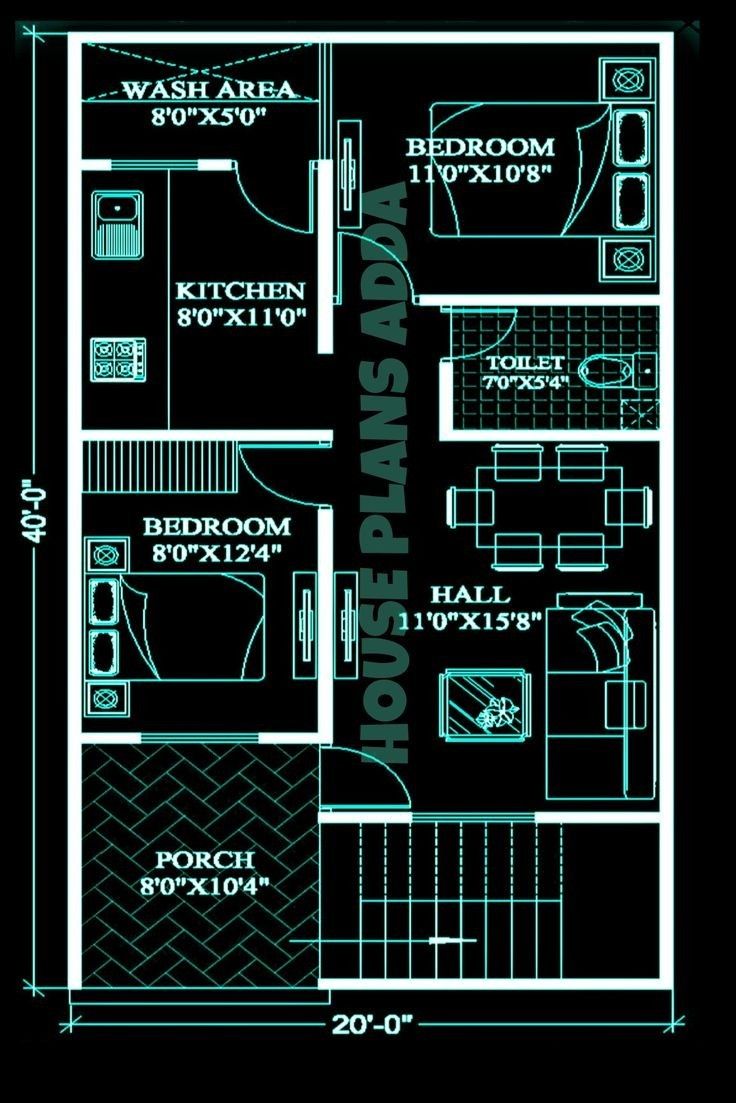 WASH AREA
8'0"X5'0"
BEDROOM
11'0"X10'8"
KITCHEN
8'0"X11'0"
TOILET
7'0"X5'4"
40'-0"
BEDROOM
8'0"X12'4"
HALL
11'0"X15'8"
HOUSE PLANS ADDA
PORCH
8'0"X10'4"
20'-0"